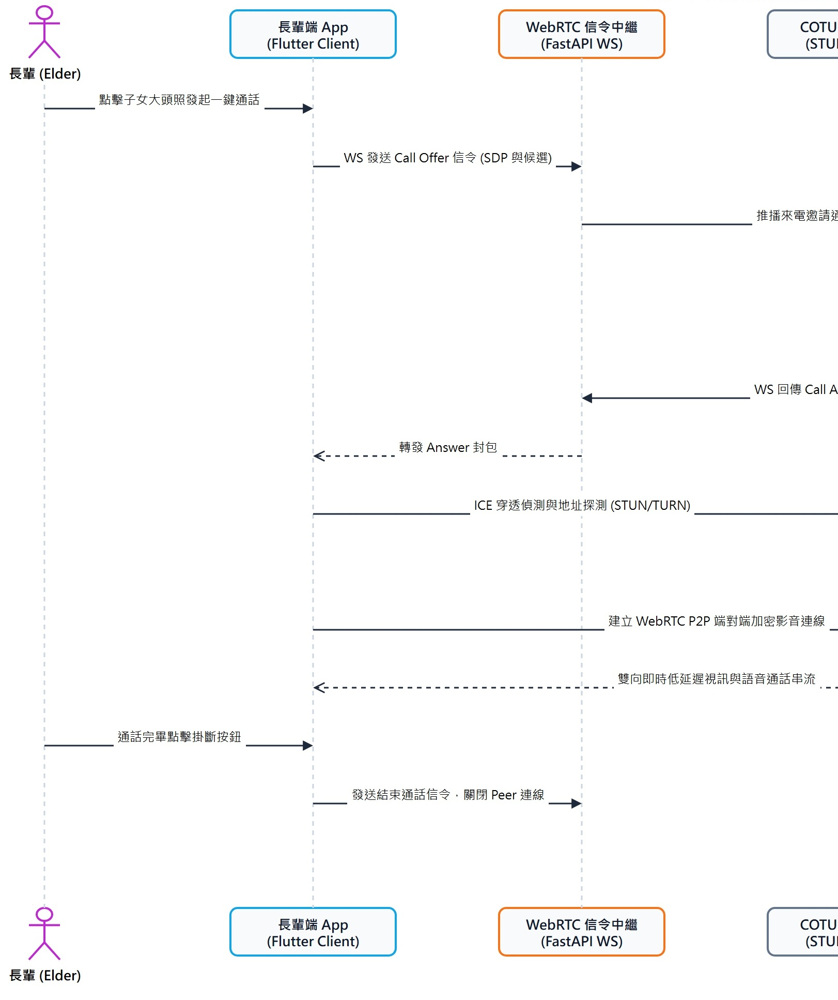 長輩端 App
(Flutter Client)
WebRTC 信令中繼
(FastAPI WS)
COTU
(STU
長輩 (Elder)
點擊子女大頭照發起一鍵通話
WS 發送 Call Offer 信令 (SDP 與候選)
推播來電邀請
WS 回傳 Call A
轉發 Answer 封包
ICE 穿透偵測與地址探測 (STUN/TURN)
建立 WebRTC P2P 端對端加密影音連線
雙向即時低延遲視訊與語音通話串流
通話完畢點擊掛斷按鈕
發送結束通話信令，關閉 Peer 連線
長輩端 App
(Flutter Client)
WebRTC 信令中繼
(FastAPI WS)
COTU
(STU
長輩 (Elder)